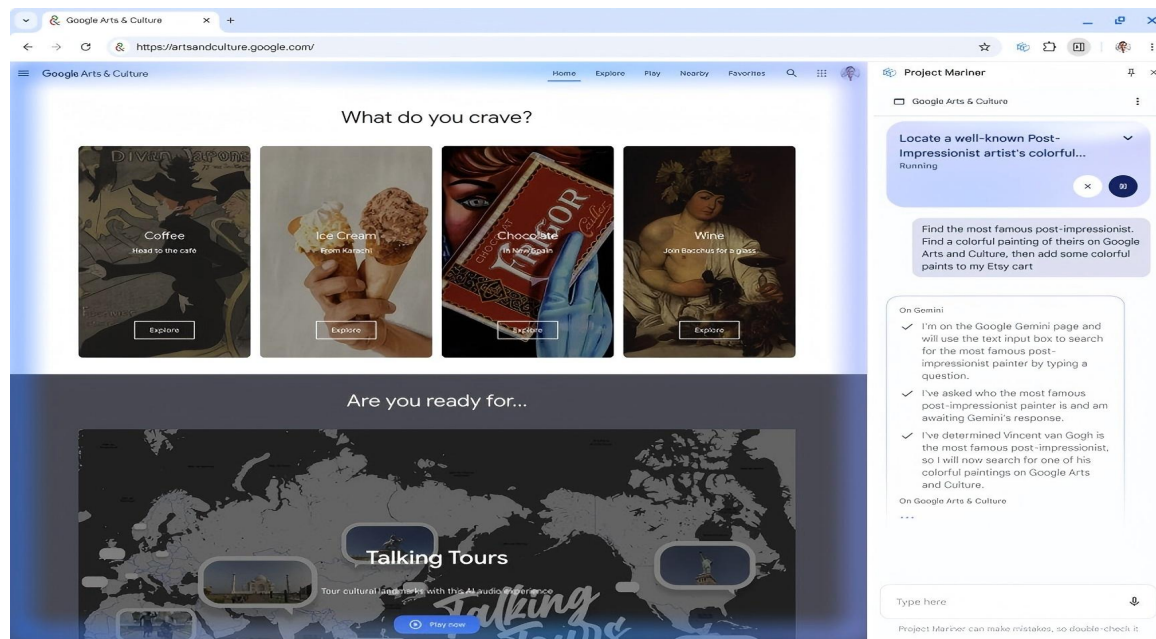 Google Arts & Culture
https://artsandculture.google.com/
Google Arts & Culture
Home Explore Play Nearby Favorites
What do you crave?
DIVAN JAPONAIS
Coffee
Head to the café
Explore
Ice Cream
From Karachi
Explore
CHOCOLAT
FRIGOR
Cailler
Chocolate
in New Spain
Explore
Wine
Join Bacchus for a glass
Explore
Are you ready for...
Talking Tours
Tour cultural landmarks with this AI audio experience
Talking
Tours
Play now
Project Mariner
Google Arts & Culture
Locate a well-known Post-
Impressionist artist's colorful...
Running
Find the most famous post-impressionist.
Find a colorful painting of theirs on Google
Arts and Culture, then add some colorful
paints to my Etsy cart
On Gemini
I'm on the Google Gemini page and
will use the text input box to search
for the most famous post-
impressionist painter by typing a
question.
I've asked who the most famous
post-impressionist painter is and am
awaiting Gemini's response.
I've determined Vincent van Gogh is
the most famous post-impressionist,
so I will now search for one of his
colorful paintings on Google Arts
and Culture.
On Google Arts & Culture
...
Type here
Project Mariner can make mistakes, so double-check it